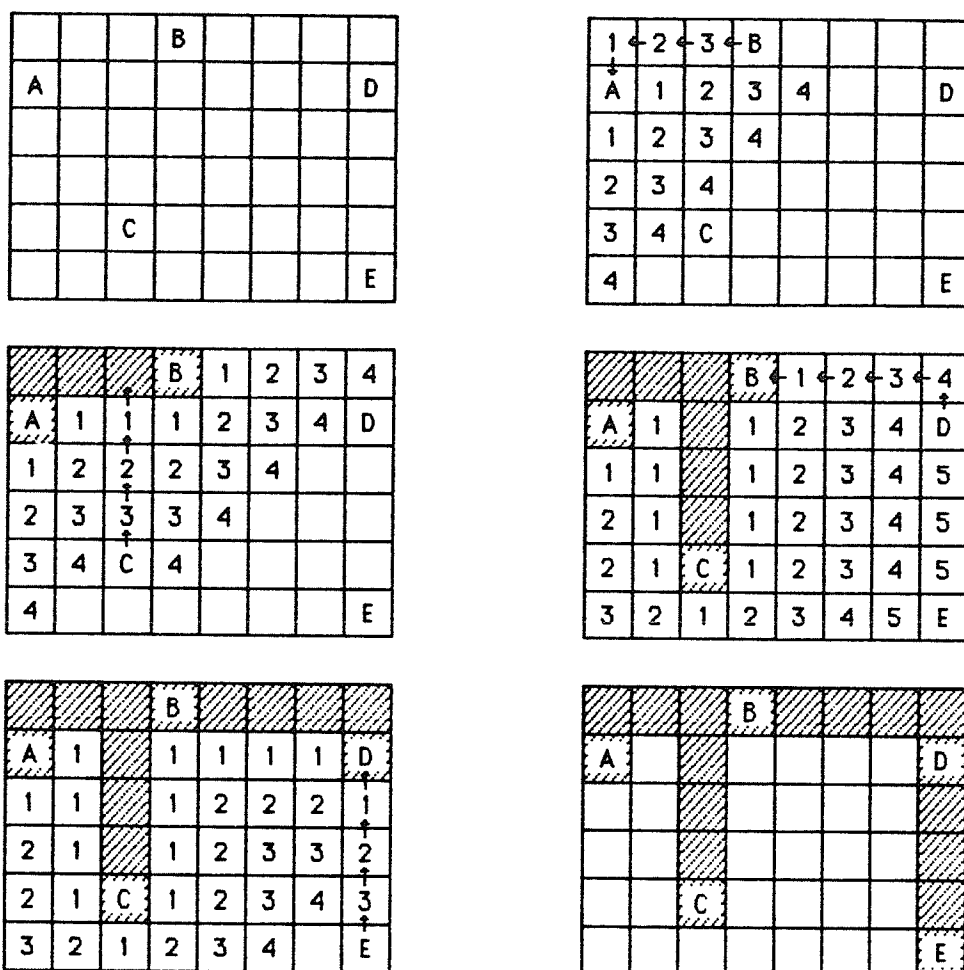 B
A D
C
E
1 2 3 B
A 1 2 3 4 D
1 2 3 4
2 3 4
3 4 C
4 E
B 1 2 3 4
A 1 1 1 2 3 4 D
1 2 2 2 3 4
2 3 3 3 4
3 4 C 4
4 E
B 1 2 3 4
A 1 1 2 3 4 D
1 1 1 2 3 4 5
2 1 1 2 3 4 5
2 1 C 1 2 3 4 5
3 2 1 2 3 4 5 E
B
A 1 1 1 1 1 D
1 1 1 2 2 2 1
2 1 1 2 3 3 2
2 1 C 1 2 3 4 3
3 2 1 2 3 4 E
B
A D
C
E